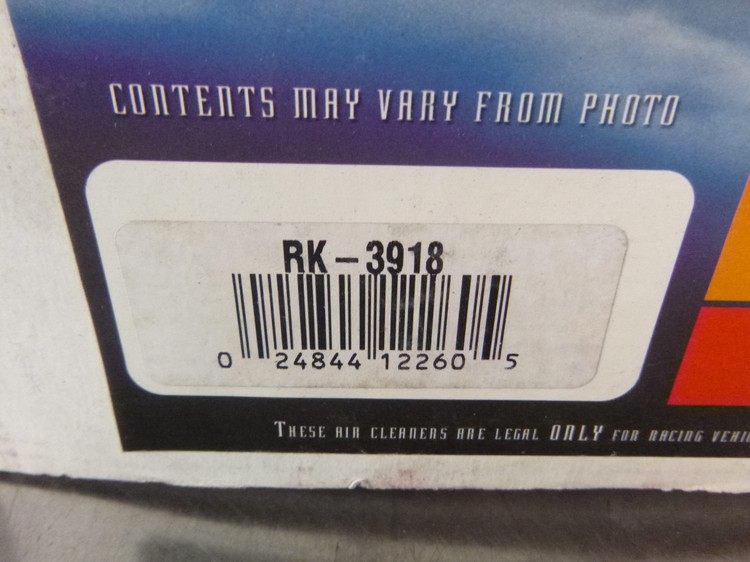 CONTENTS MAY VARY FROM PHOTO
RK-3918
0 24844 12260 5
THESE AIR CLEANERS ARE LEGAL ONLY FOR RACING